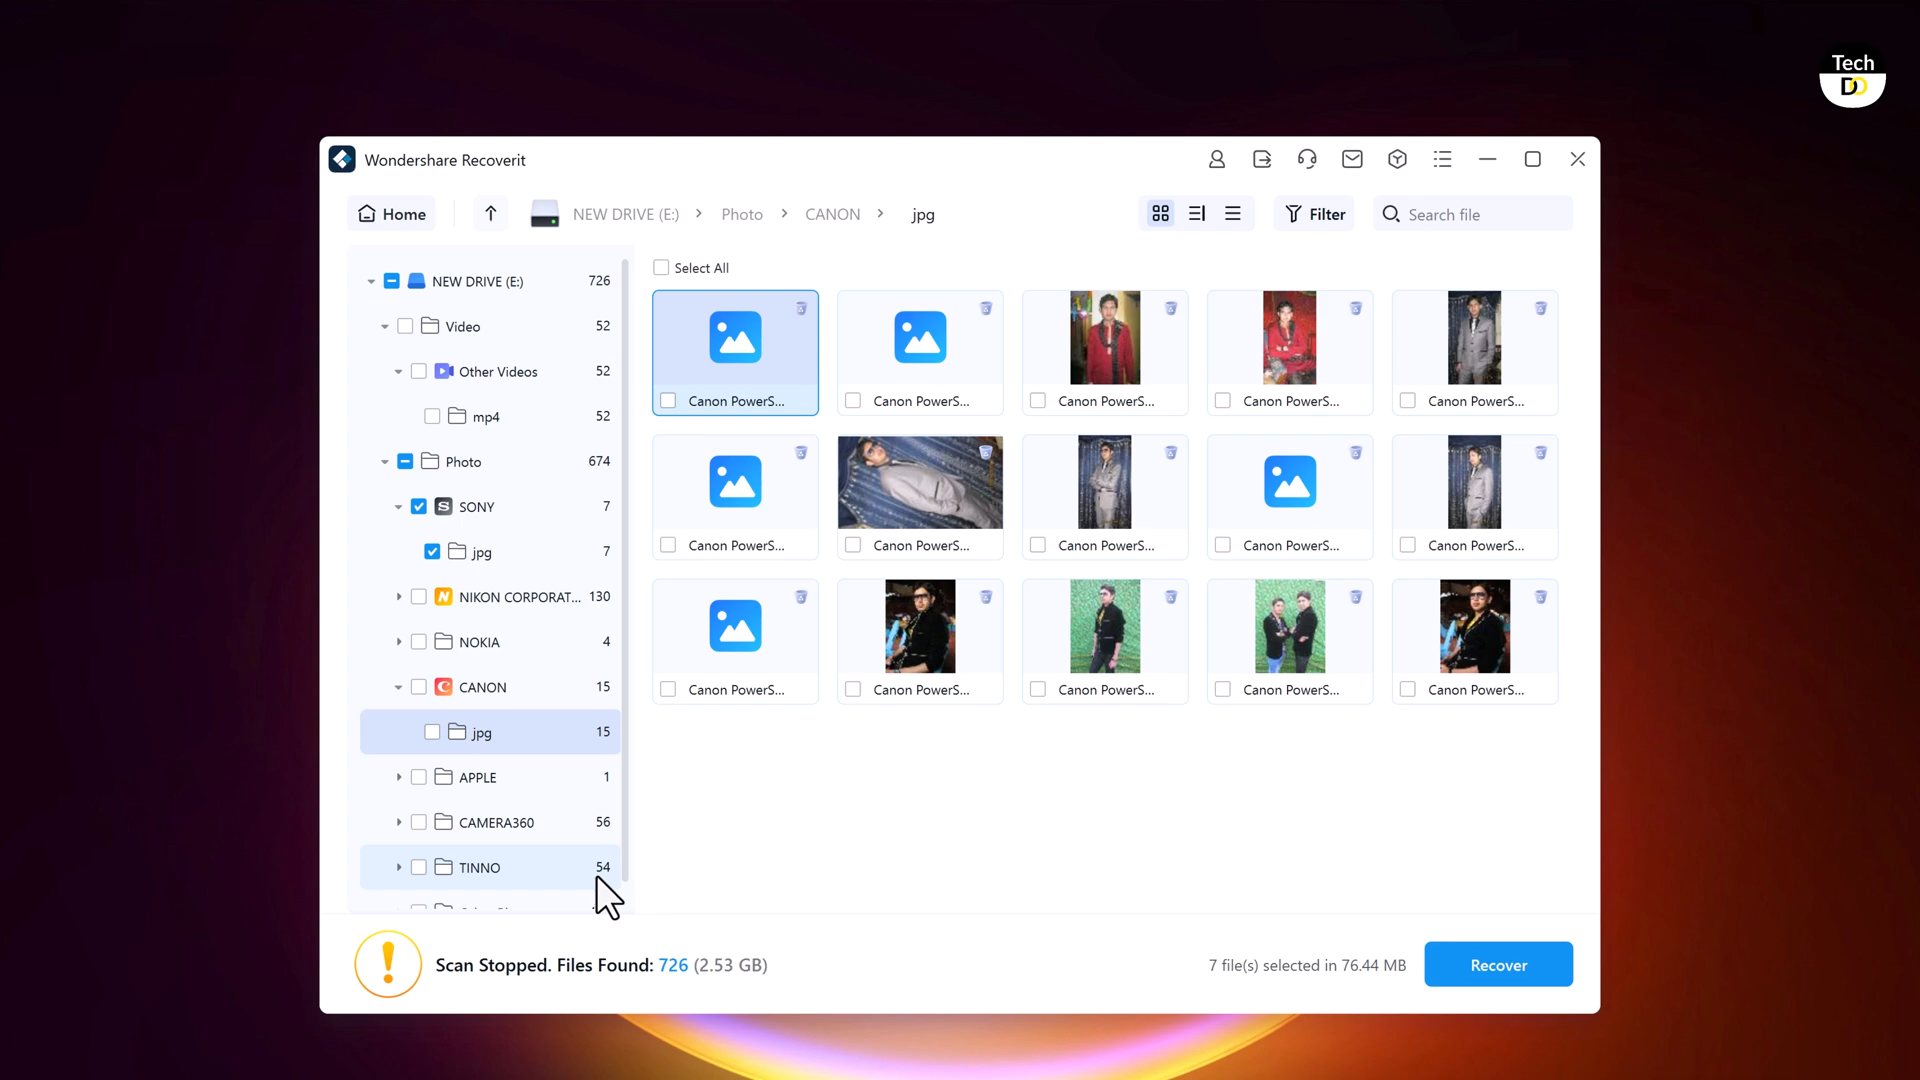 Tech
DO
Wondershare Recoverit
Home
NEW DRIVE (E:) > Photo > CANON > jpg
Filter
Search file
NEW DRIVE (E:) 726
Video 52
Other Videos 52
mp4 52
Photo 674
SONY 7
jpg 7
NIKON CORPORAT... 130
NOKIA 4
CANON 15
jpg 15
APPLE 1
CAMERA360 56
TINNO 54
Select All
Canon PowerS... Canon PowerS... Canon PowerS... Canon PowerS... Canon PowerS...
Canon PowerS... Canon PowerS... Canon PowerS... Canon PowerS... Canon PowerS...
Canon PowerS... Canon PowerS... Canon PowerS... Canon PowerS... Canon PowerS...
Scan Stopped. Files Found: 726 (2.53 GB)
7 file(s) selected in 76.44 MB
Recover